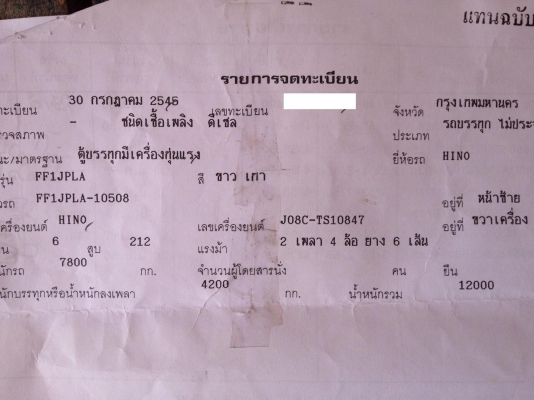 แทนฉบับ
รายการจดทะเบียน
ทะเบียน 30 กรกฎาคม 2545 เลขทะเบียน จังหวัด กรุงเทพมหานคร
รวจสภาพ - ชนิดเชื้อเพลิง ดีเซล ประเภท รถบรรทุก ไม่ประ
ณะ/มาตรฐาน ตู้บรรทุกมีเครื่องทุ่นแรง ยี่ห้อรถ HINO
รุ่น FF1JPLA สี ขาว เทา
วรถ FF1JPLA-10508 อยู่ที่ หน้าซ้าย
ครื่องยนต์ HINO เลขเครื่องยนต์ J08C-TS10847 อยู่ที่ ขวาเครื่อง
น 6 สูบ 212 แรงม้า 2 เพลา 4 ล้อ ยาง 6 เส้น
นักรถ 7800 กก. จำนวนผู้โดยสารนั่ง คน ยืน
นักบรรทุกหรือน้ำหนักลงเพลา 4200 กก. น้ำหนักรวม 12000